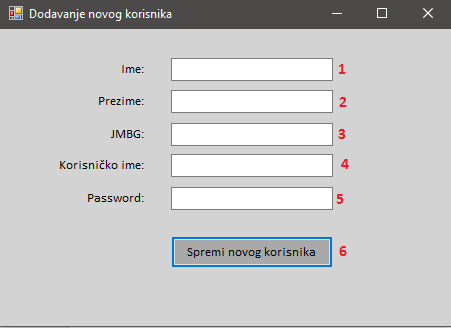 Dodavanje novog korisnika
Ime: 1
Prezime: 2
JMBG: 3
Korisničko ime: 4
Password: 5
Spremi novog korisnika 6